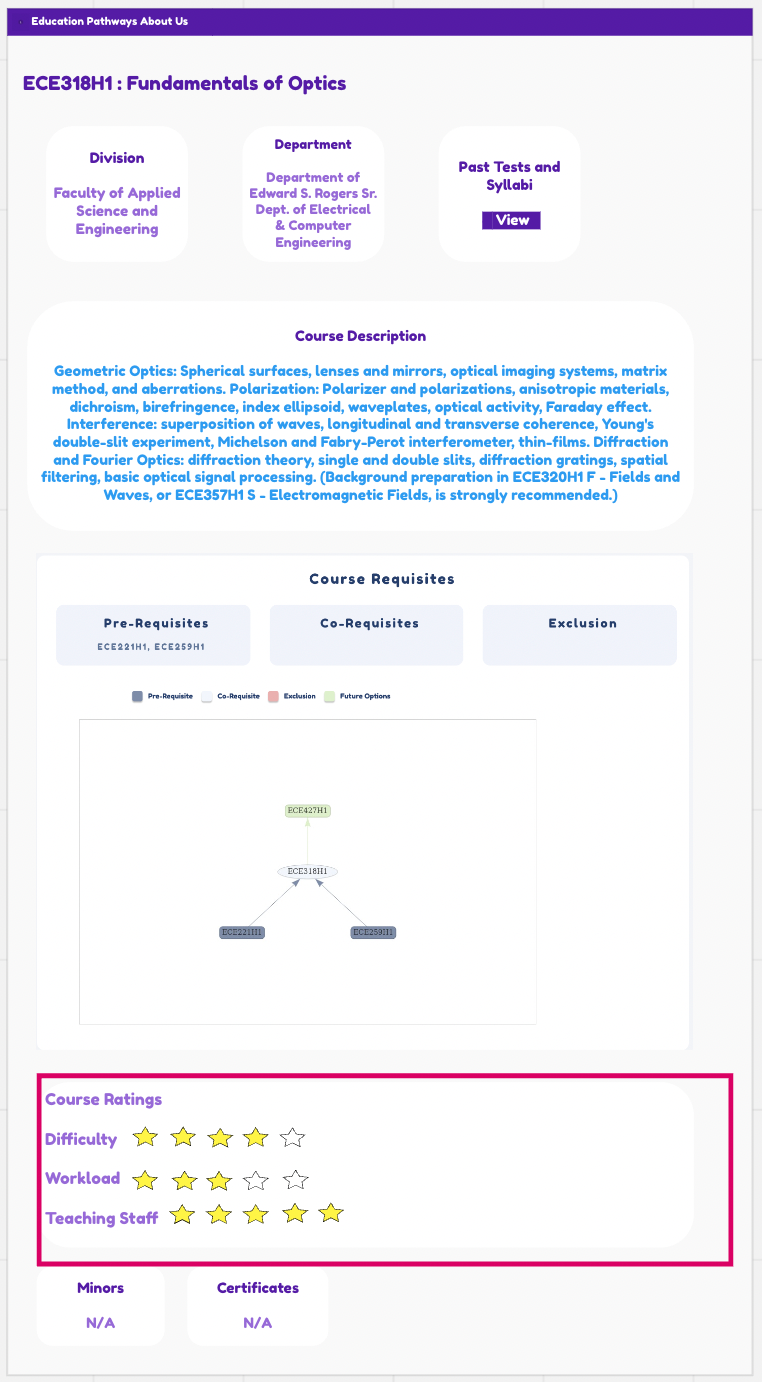 Education Pathways About Us
ECE318H1 : Fundamentals of Optics
Division
Faculty of Applied
Science and
Engineering
Department
Department of
Edward S. Rogers Sr.
Dept. of Electrical
& Computer
Engineering
Past Tests and
Syllabi
View
Course Description
Geometric Optics: Spherical surfaces, lenses and mirrors, optical imaging systems, matrix
method, and aberrations. Polarization: Polarizer and polarizations, anisotropic materials,
dichroism, birefringence, index ellipsoid, waveplates, optical activity, Faraday effect.
Interference: superposition of waves, longitudinal and transverse coherence, Young's
double-slit experiment, Michelson and Fabry-Perot interferometer, thin-films. Diffraction
and Fourier Optics: diffraction theory, single and double slits, diffraction gratings, spatial
filtering, basic optical signal processing. (Background preparation in ECE320H1 F - Fields and
Waves, or ECE357H1 S - Electromagnetic Fields, is strongly recommended.)
Course Requisites
Pre-Requisites
ECE221H1, ECE259H1
Co-Requisites
Exclusion
Pre-Requisite Co-Requisite Exclusion Future Options
ECE427H1
ECE318H1
ECE221H1 ECE259H1
Course Ratings
Difficulty
Workload
Teaching Staff
Minors
N/A
Certificates
N/A